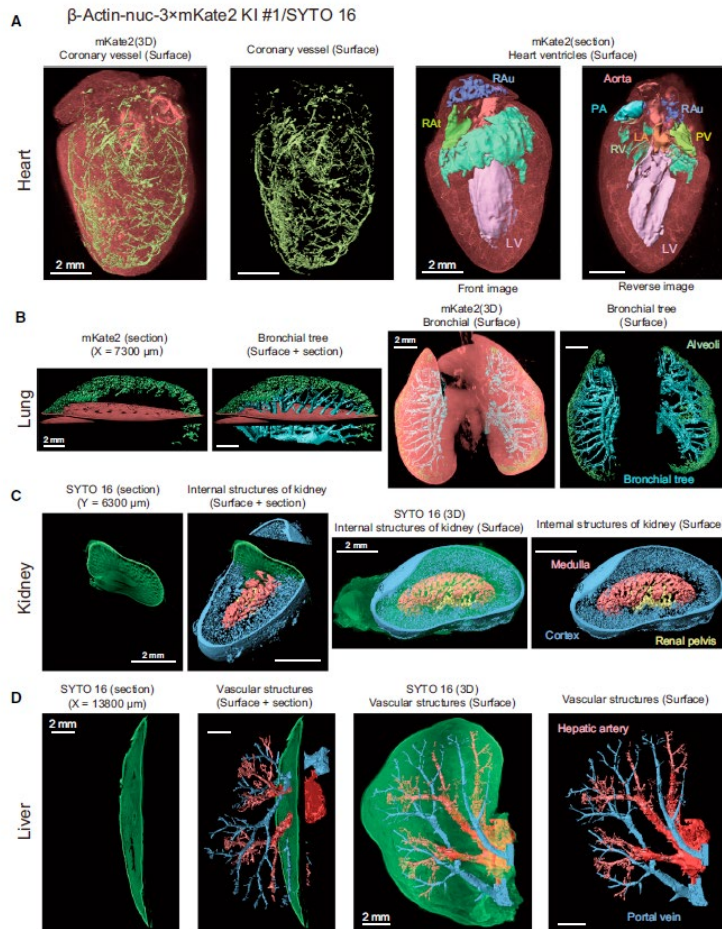 β-Actin-nuc-3×mKate2 KI #1/SYTO 16
A
mKate2(3D)
Coronary vessel (Surface)
Coronary vessel (Surface)
mKate2(section)
Heart ventricles (Surface)
Heart
2 mm
RAu
RAt
LV
2 mm
Front image
Aorta
PA
RAu
LA
PV
RV
LV
Reverse image
B
mKate2 (section)
(X = 7300 μm)
Bronchial tree
(Surface + section)
mKate2(3D)
Bronchial (Surface)
Bronchial tree
(Surface)
Lung
2 mm
2 mm
Alveoli
Bronchial tree
C
SYTO 16 (section)
(Y = 6300 μm)
Internal structures of kidney
(Surface + section)
SYTO 16 (3D)
Internal structures of kidney (Surface)
Internal structures of kidney (Surface)
Kidney
2 mm
2 mm
Medulla
Cortex
Renal pelvis
D
SYTO 16 (section)
(X = 13800 μm)
Vascular structures
(Surface + section)
SYTO 16 (3D)
Vascular structures (Surface)
Vascular structures (Surface)
Liver
2 mm
2 mm
Hepatic artery
Portal vein